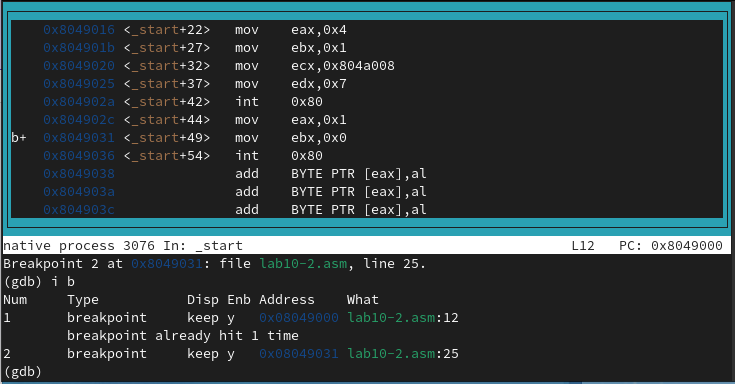 0x8049016 <_start+22> mov eax,0x4
0x804901b <_start+27> mov ebx,0x1
0x8049020 <_start+32> mov ecx,0x804a008
0x8049025 <_start+37> mov edx,0x7
0x804902a <_start+42> int 0x80
0x804902c <_start+44> mov eax,0x1
b+ 0x8049031 <_start+49> mov ebx,0x0
0x8049036 <_start+54> int 0x80
0x8049038 add BYTE PTR [eax],al
0x804903a add BYTE PTR [eax],al
0x804903c add BYTE PTR [eax],al
native process 3076 In: _start L12 PC: 0x8049000
Breakpoint 2 at 0x8049031: file lab10-2.asm, line 25.
(gdb) i b
Num Type Disp Enb Address What
1 breakpoint keep y 0x08049000 lab10-2.asm:12
breakpoint already hit 1 time
2 breakpoint keep y 0x08049031 lab10-2.asm:25
(gdb)